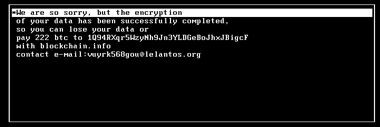 *We are so sorry, but the encryption
of your data has been successfully completed,
so you can lose your data or
pay 222 btc to 1Q94RXqr5WzyNh9Jn3YLDGeBoJhxJBigcF
with blockchain.info
contact e-mail:vuyrk568gou@lelantos.org